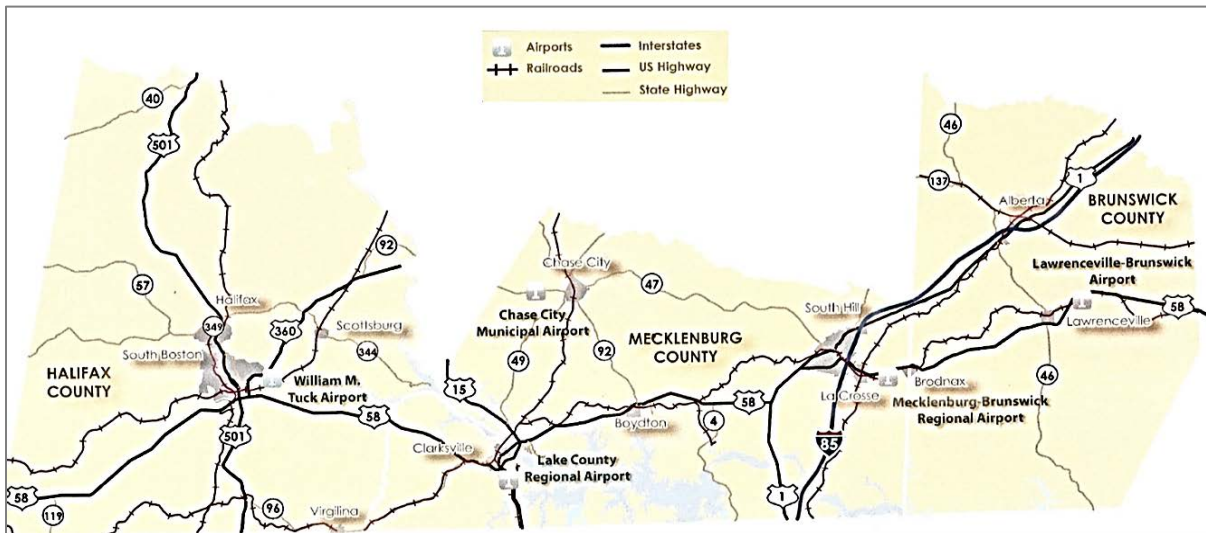 Airports
Interstates
Railroads
US Highway
State Highway
40
501
46
137
1
Alberta
BRUNSWICK
COUNTY
92
57
Chase City
47
Lawrenceville-Brunswick
Airport
Halifax
349
360
Scottsburg
Chase City
Municipal Airport
South Hill
58
Lawrenceville
South Boston
344
49
92
MECKLENBURG
COUNTY
HALIFAX
COUNTY
William M.
Tuck Airport
15
58
58
4
La Crosse
Brodnax
46
Mecklenburg-Brunswick
Regional Airport
Boydton
501
Clarksville
Lake County
Regional Airport
85
58
119
96
Virgilina
1